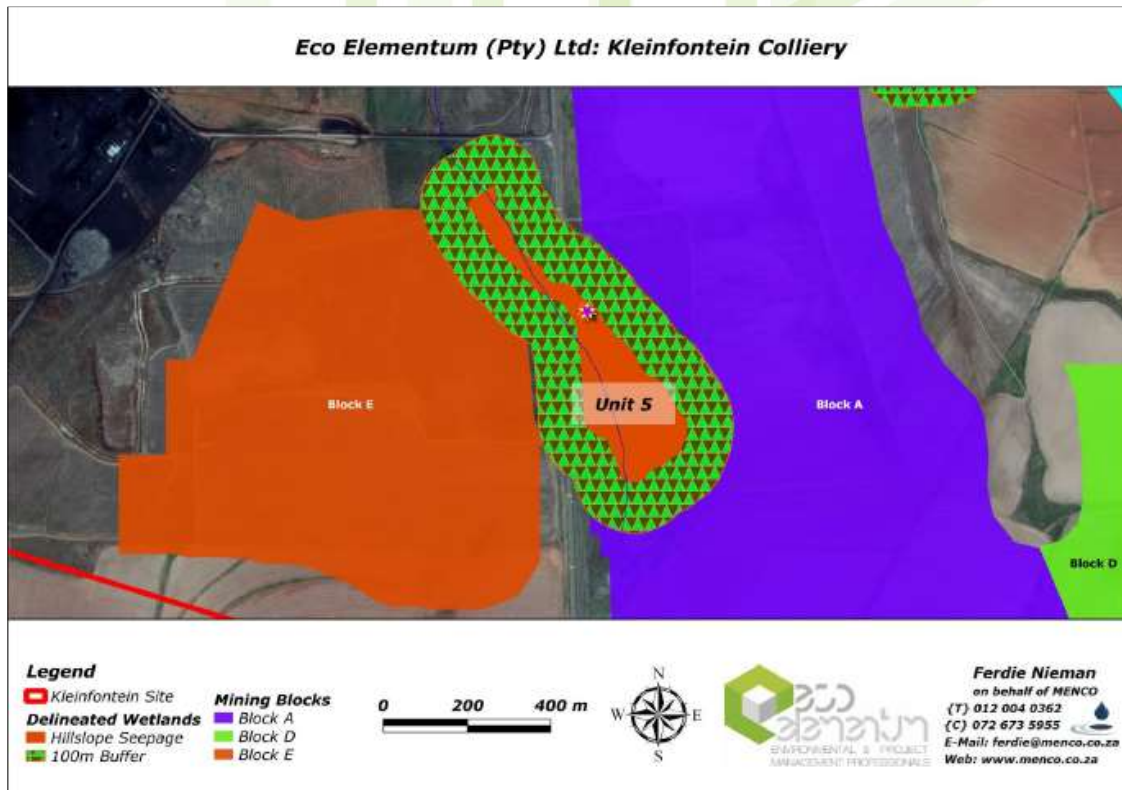 Eco Elementum (Pty) Ltd: Kleinfontein Colliery
Block E
Unit 5
Block A
Block D
Legend
Kleinfontein Site
Delineated Wetlands
Hillslope Seepage
100m Buffer
Mining Blocks
Block A
Block D
Block E
0 200 400 m
N
W E
S
eco
elementum
ENVIRONMENTAL & PROJECT
MANAGEMENT PROFESSIONALS
Ferdie Nieman
on behalf of MENCO
(T) 012 004 0362
(C) 072 673 5955
E-Mail: ferdie@menco.co.za
Web: www.menco.co.za